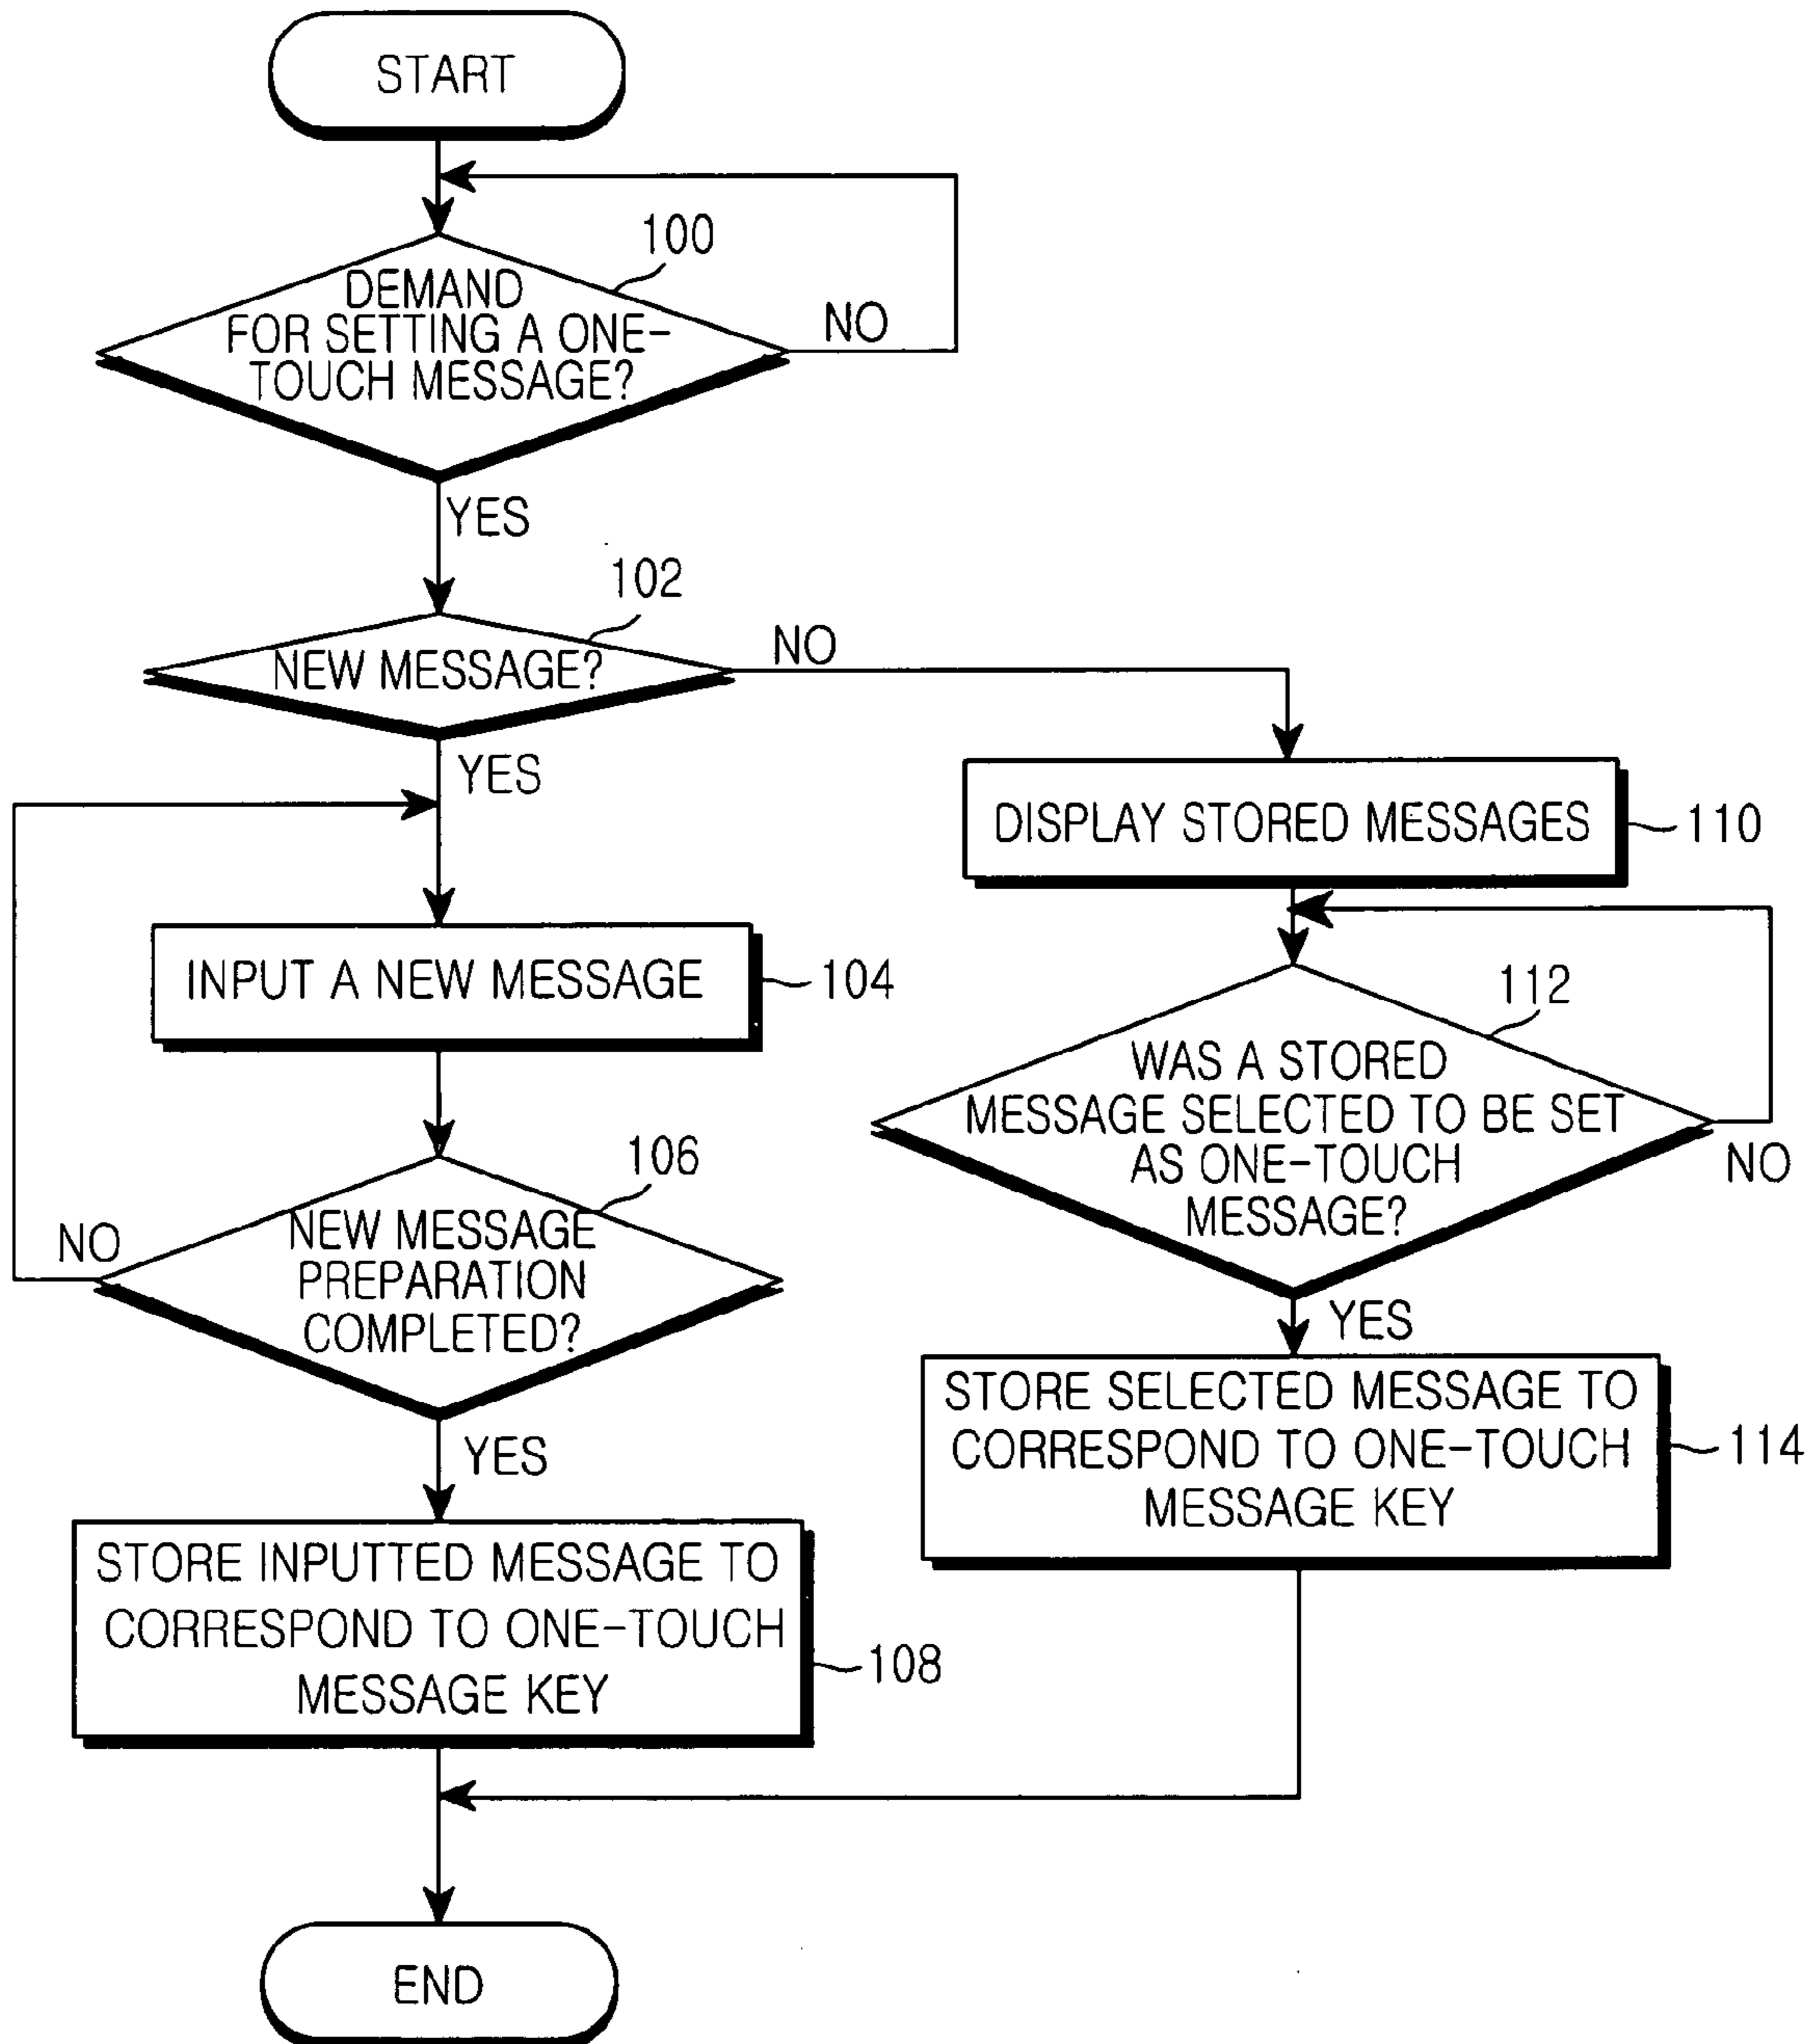 START
100
DEMAND
FOR SETTING A ONE-
TOUCH MESSAGE?
NO
YES
102
NEW MESSAGE?
NO
YES
DISPLAY STORED MESSAGES
110
INPUT A NEW MESSAGE
104
112
WAS A STORED
MESSAGE SELECTED TO BE SET
AS ONE-TOUCH
MESSAGE?
NO
106
NEW MESSAGE
PREPARATION
COMPLETED?
NO
YES
YES
STORE SELECTED MESSAGE TO
CORRESPOND TO ONE-TOUCH
MESSAGE KEY
114
STORE INPUTTED MESSAGE TO
CORRESPOND TO ONE-TOUCH
MESSAGE KEY
108
END